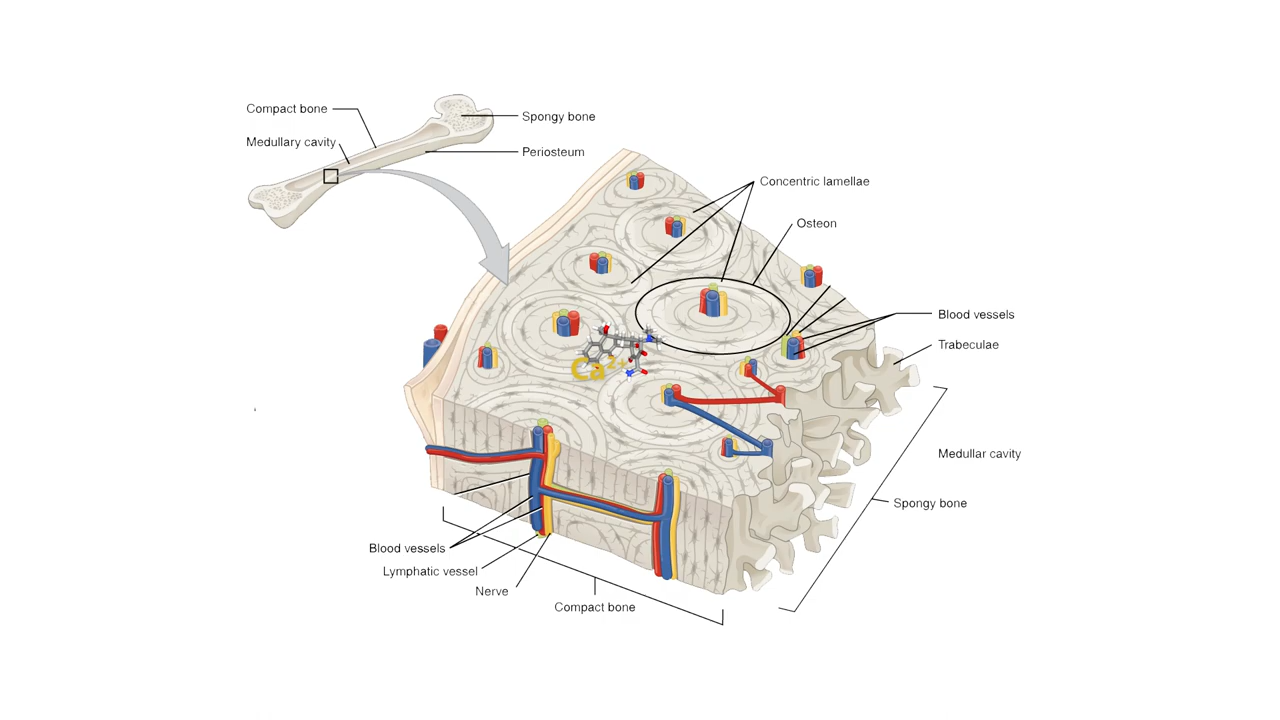 Compact bone
Spongy bone
Medullary cavity
Periosteum
Concentric lamellae
Osteon
Blood vessels
Trabeculae
Ca2+
Medullar cavity
Spongy bone
Blood vessels
Lymphatic vessel
Nerve
Compact bone